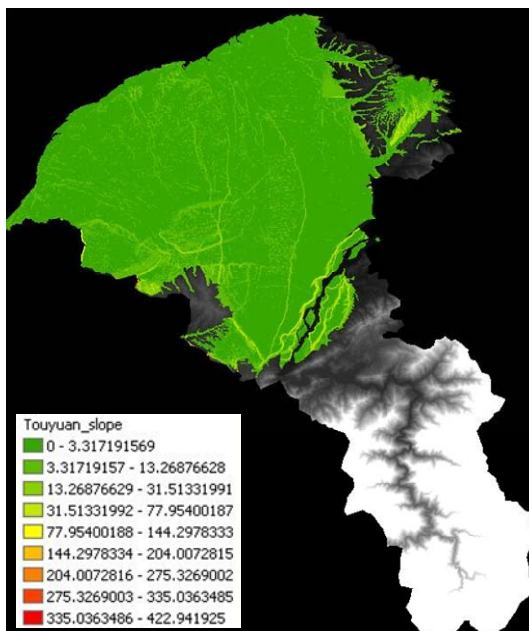 Touyuan_slope
0 - 3.317191569
3.31719157 - 13.26876628
13.26876629 - 31.51331991
31.51331992 - 77.95400187
77.95400188 - 144.2978333
144.2978334 - 204.0072815
204.0072816 - 275.3269002
275.3269003 - 335.0363485
335.0363486 - 422.941925